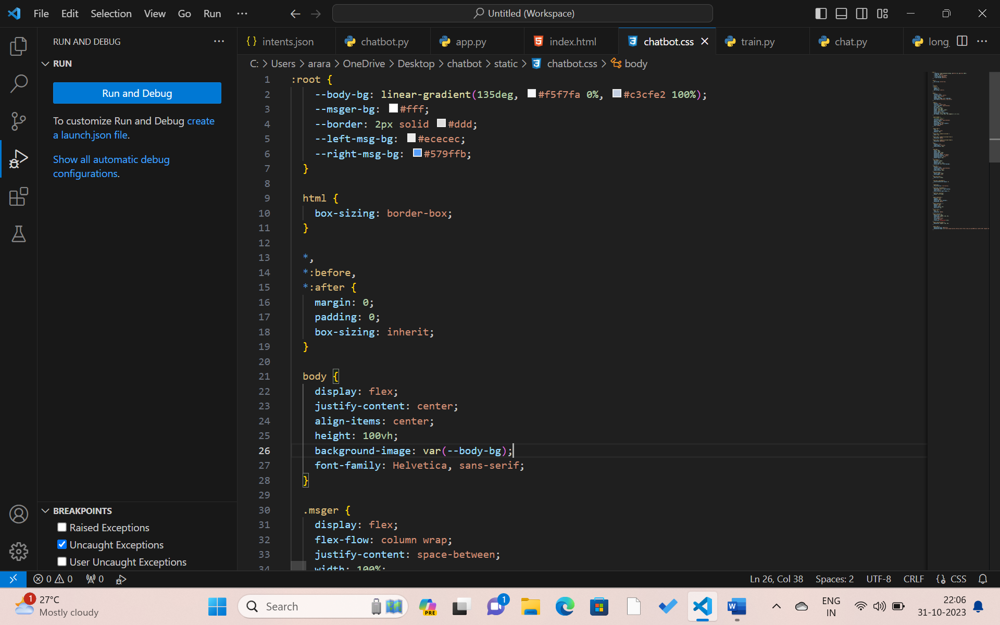 File Edit Selection View Go Run ···
Untitled (Workspace)
RUN AND DEBUG ···
intents.json chatbot.py app.py index.html chatbot.css train.py chat.py long.
RUN
C: > Users > arara > OneDrive > Desktop > chatbot > static > chatbot.css > body
Run and Debug
To customize Run and Debug create
a launch.json file.
Show all automatic debug
configurations.
1 :root {
2 --body-bg: linear-gradient(135deg, #f5f7fa 0%, #c3cfe2 100%);
3 --msger-bg: #fff;
4 --border: 2px solid #ddd;
5 --left-msg-bg: #ececec;
6 --right-msg-bg: #579ffb;
7 }
8
9 html {
10 box-sizing: border-box;
11 }
12
13 *,
14 *:before,
15 *:after {
16 margin: 0;
17 padding: 0;
18 box-sizing: inherit;
19 }
20
21 body {
22 display: flex;
23 justify-content: center;
24 align-items: center;
25 height: 100vh;
26 background-image: var(--body-bg);
27 font-family: Helvetica, sans-serif;
28 }
29
30 .msger {
31 display: flex;
32 flex-flow: column wrap;
33 justify-content: space-between;
34 width: 100%;
BREAKPOINTS
Raised Exceptions
Uncaught Exceptions
User Uncaught Exceptions
0 0 0
Ln 26, Col 38 Spaces: 2 UTF-8 CRLF CSS
1 27°C
Mostly cloudy
Search
PRE
1
W
ENG
IN
22:06
31-10-2023